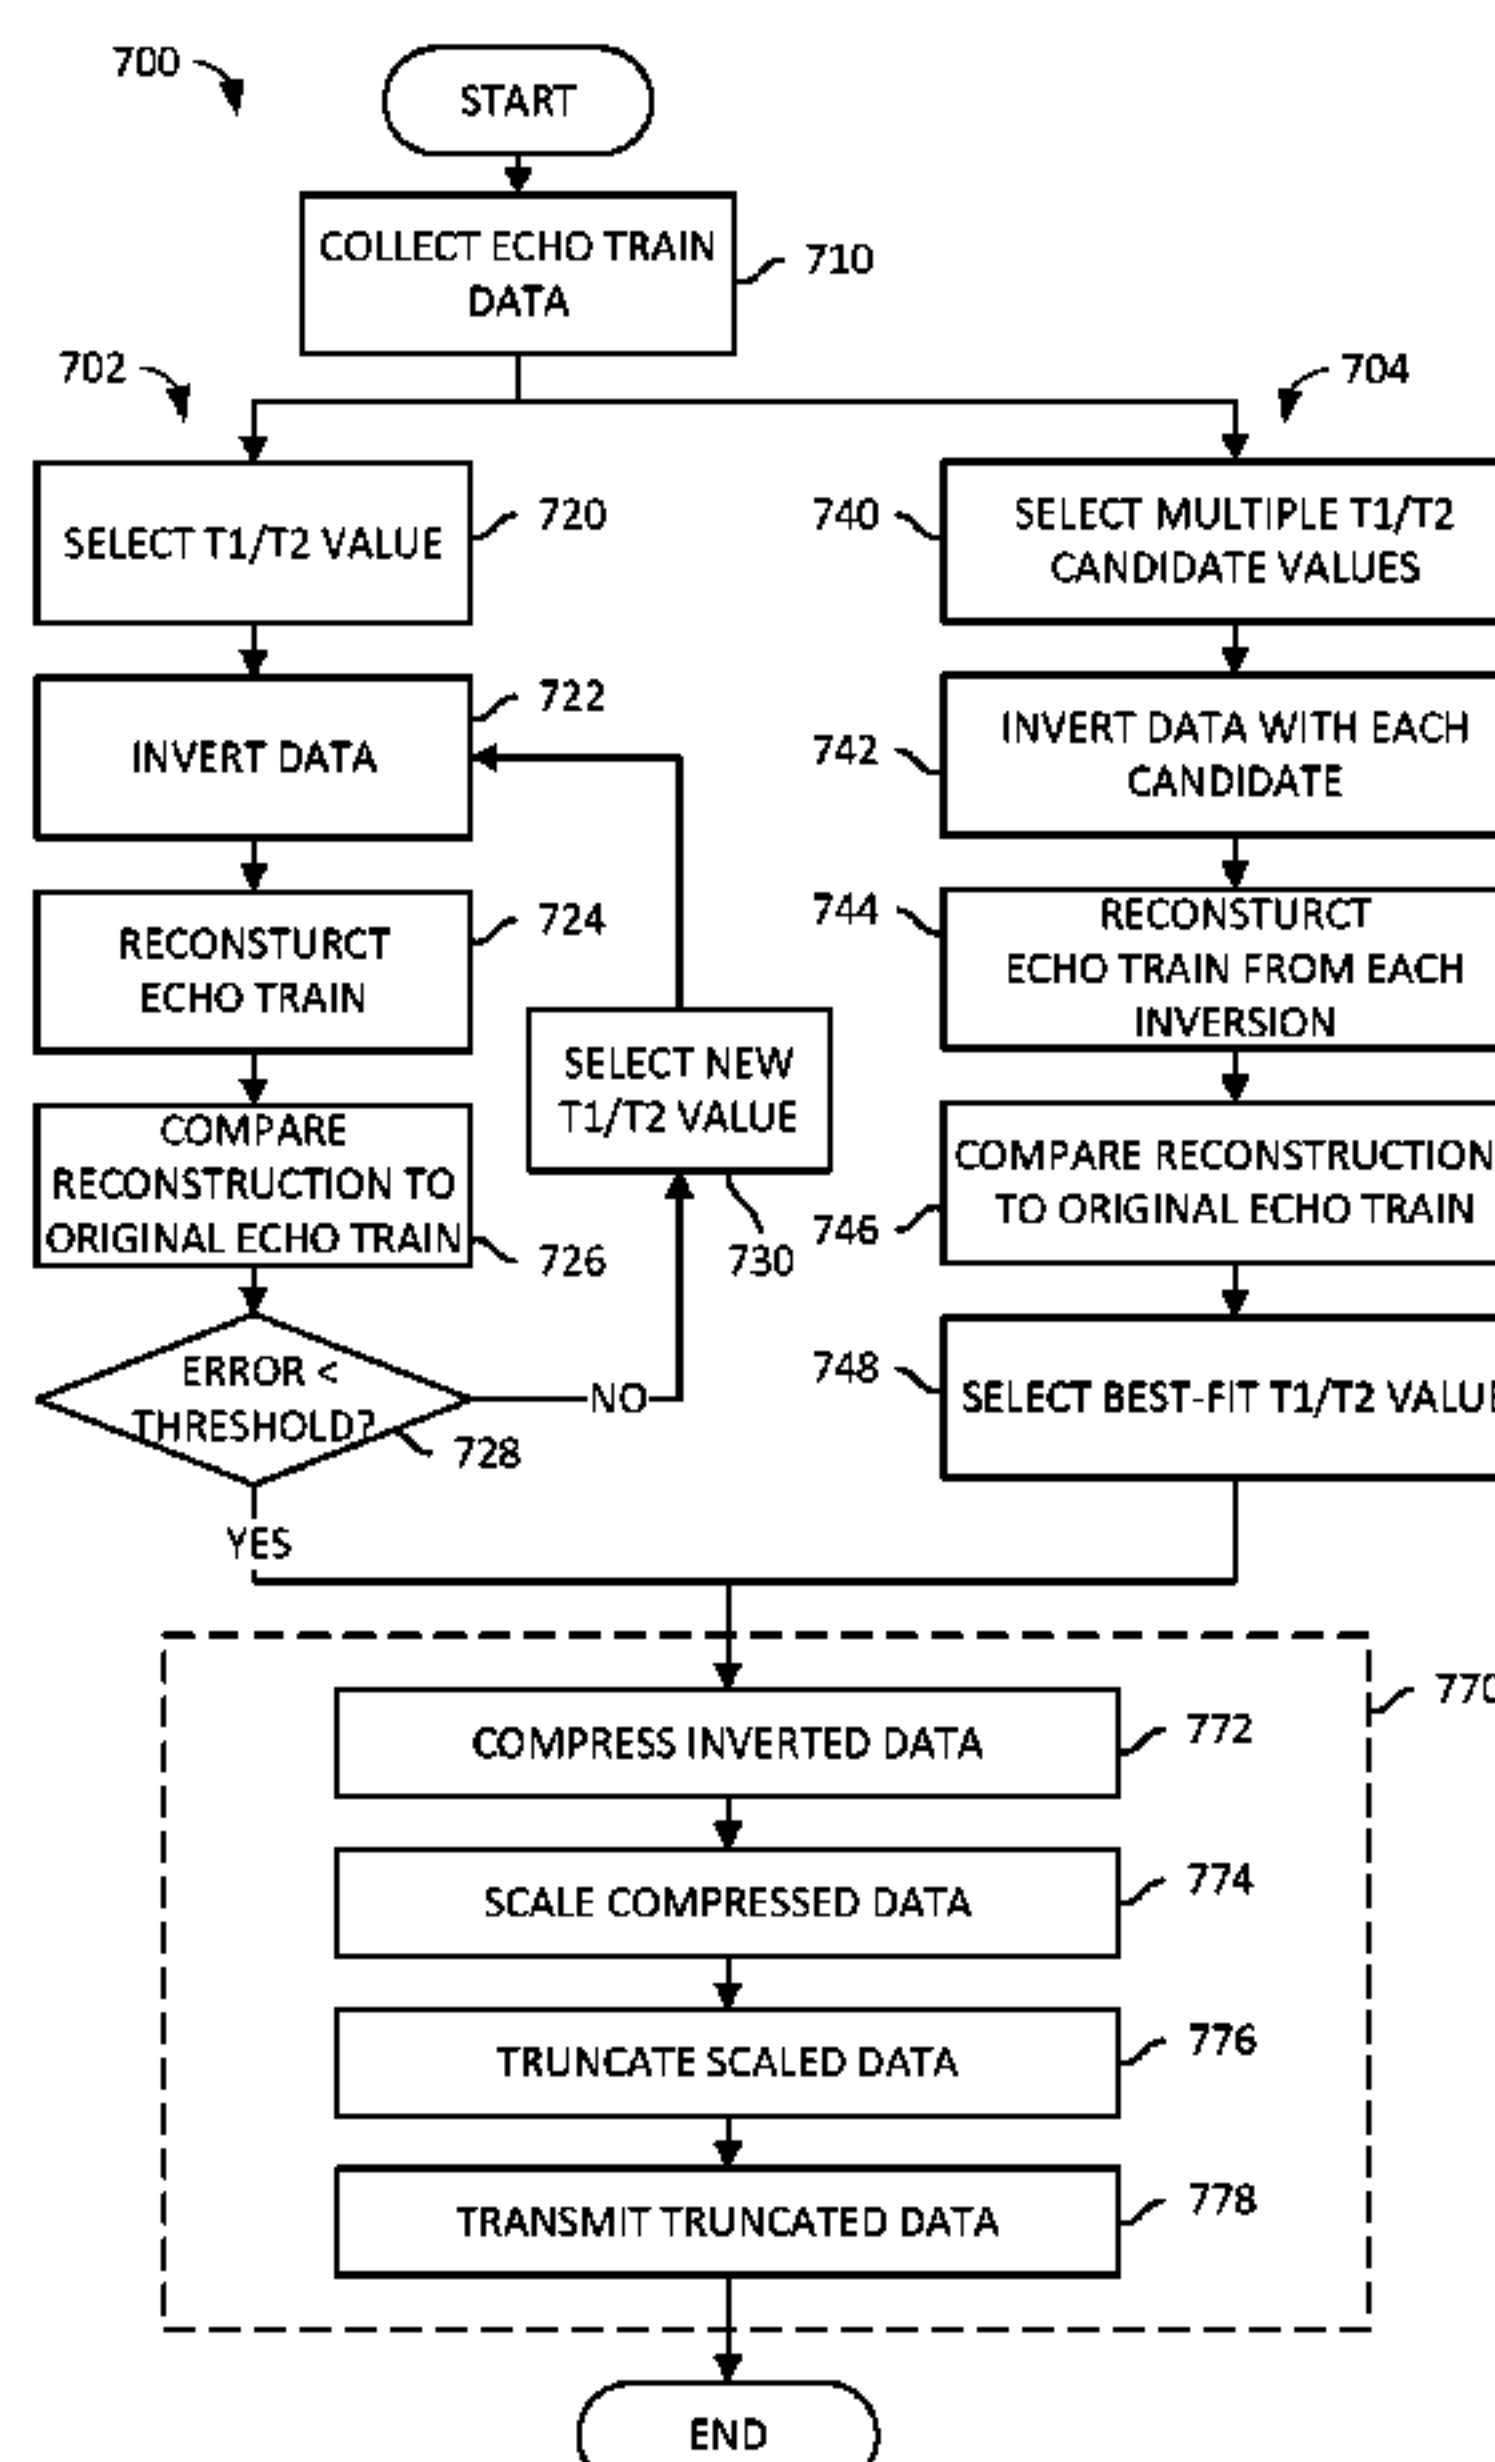 700
START
COLLECT ECHO TRAIN
DATA
710
702
704
SELECT T1/T2 VALUE
720
INVERT DATA
722
RECONSTURCT
ECHO TRAIN
724
COMPARE
RECONSTRUCTION TO
ORIGINAL ECHO TRAIN
726
ERROR <
THRESHOLD?
728
NO
YES
SELECT NEW
T1/T2 VALUE
730
740
SELECT MULTIPLE T1/T2
CANDIDATE VALUES
742
INVERT DATA WITH EACH
CANDIDATE
744
RECONSTURCT
ECHO TRAIN FROM EACH
INVERSION
746
COMPARE RECONSTRUCTION
TO ORIGINAL ECHO TRAIN
748
SELECT BEST-FIT T1/T2 VALUE
770
COMPRESS INVERTED DATA
772
SCALE COMPRESSED DATA
774
TRUNCATE SCALED DATA
776
TRANSMIT TRUNCATED DATA
778
END